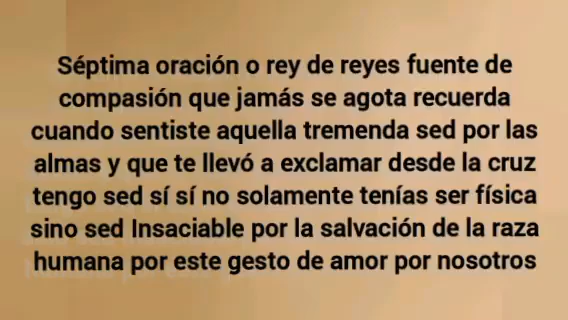 Séptima oración o rey de reyes fuente de
compasión que jamás se agota recuerda
cuando sentiste aquella tremenda sed por las
almas y que te llevó a exclamar desde la cruz
tengo sed sí sí no solamente tenías ser física
sino sed Insaciable por la salvación de la raza
humana por este gesto de amor por nosotros